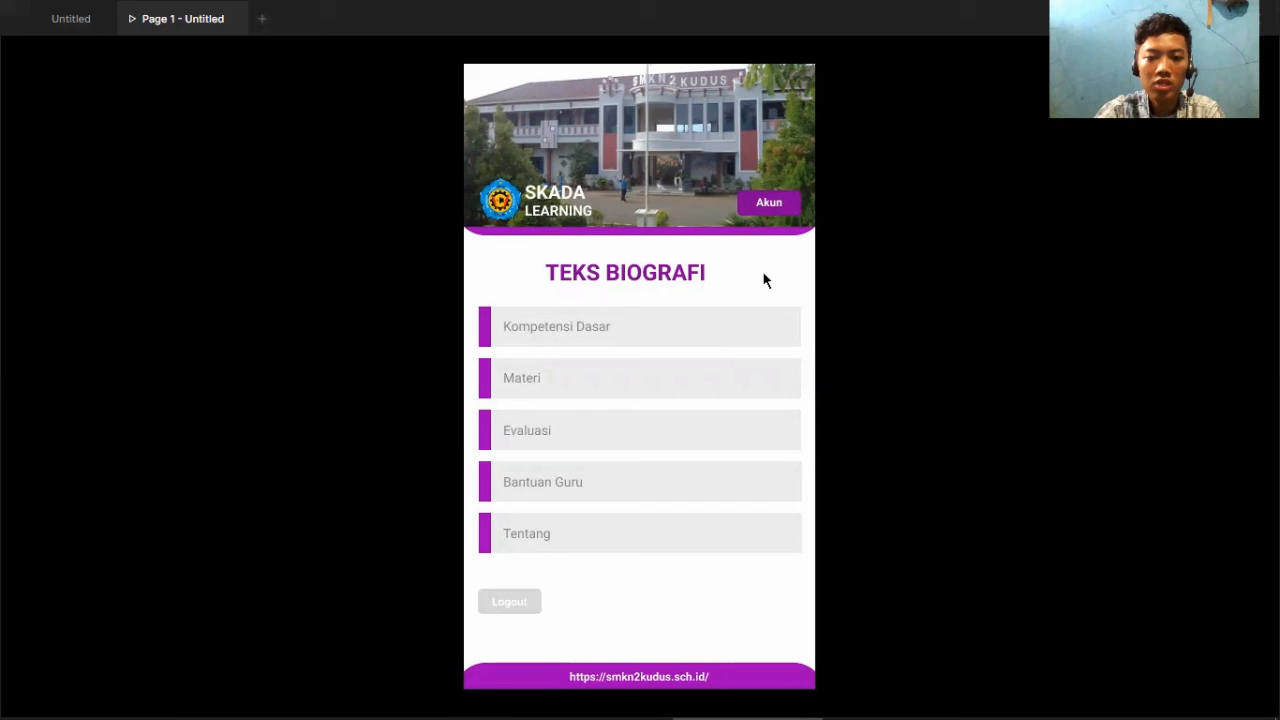 Untitled
Page 1 - Untitled
SMKN 2 KUDUS
SKADA
LEARNING
Akun
TEKS BIOGRAFI
Kompetensi Dasar
Materi
Evaluasi
Bantuan Guru
Tentang
Logout
https://smkn2kudus.sch.id/